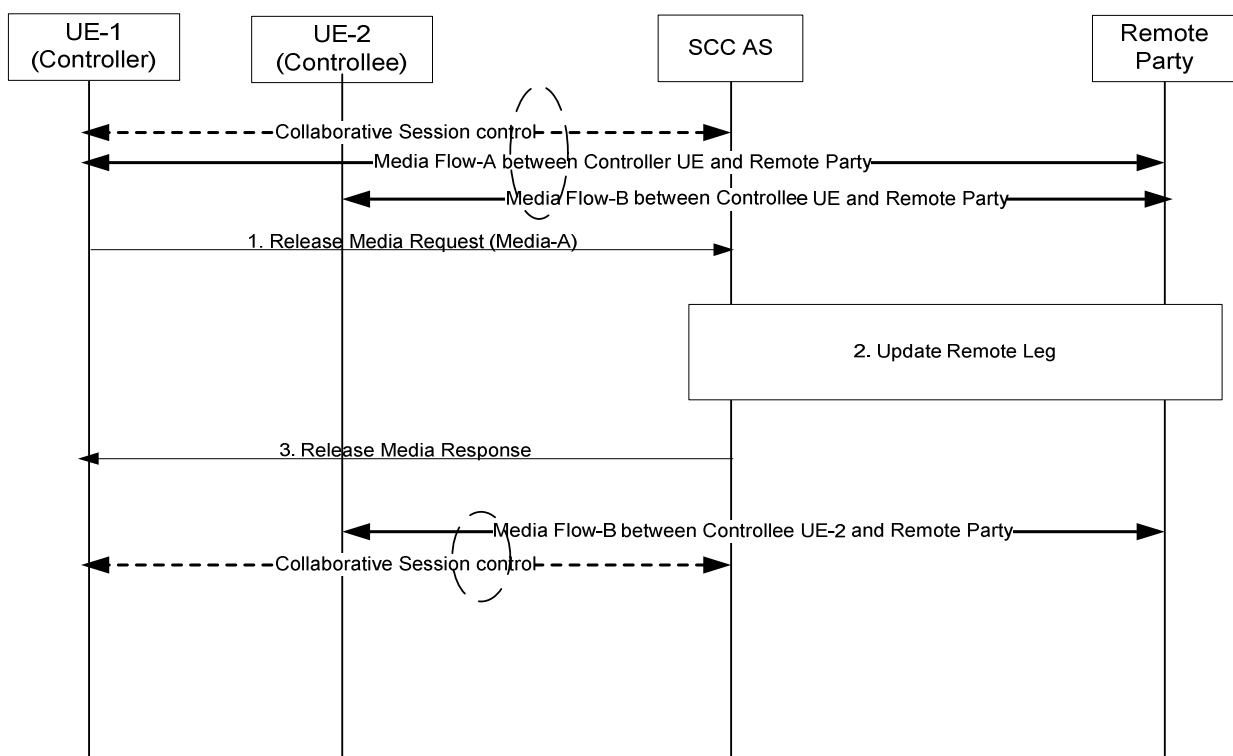 UE-1
(Controller)
UE-2
(Controllee)
SCC AS
Remote
Party
Collaborative Session control
Media Flow-A between Controller UE and Remote Party
Media Flow-B between Controllee UE and Remote Party
1. Release Media Request (Media-A)
2. Update Remote Leg
3. Release Media Response
Media Flow-B between Controllee UE-2 and Remote Party
Collaborative Session control